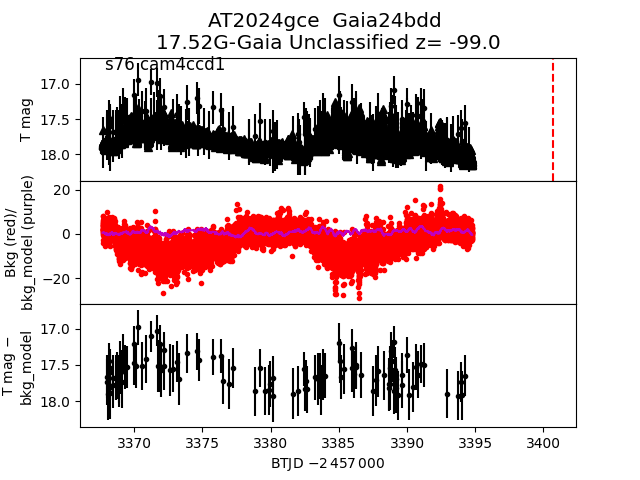 AT2024gce  Gaia24bdd
17.52G-Gaia Unclassified z= -99.0
s76 cam4ccd1
T mag
17.0
17.5
18.0
Bkg (red)/
bkg_model (purple)
20
0
−20
T mag −
bkg_model
17.0
17.5
18.0
3370
3375
3380
3385
3390
3395
3400
BTJD −2 457 000